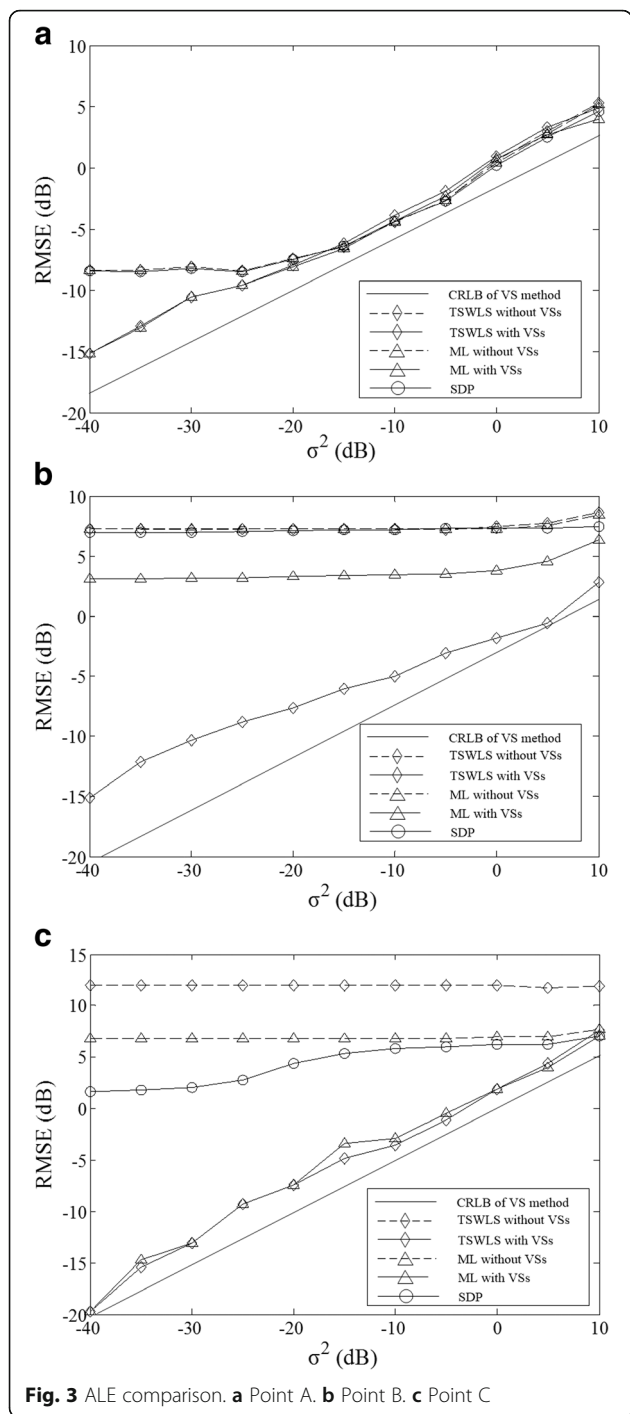 a
10
5
0
-5
-10
-15
-20
RMSE (dB)
CRLB of VS method
TSWLS without VSs
TSWLS with VSs
ML without VSs
ML with VSs
SDP
-40 -30 -20 -10 0 10
σ² (dB)
b
10
5
0
-5
-10
-15
-20
RMSE (dB)
CRLB of VS method
TSWLS without VSs
TSWLS with VSs
ML without VSs
ML with VSs
SDP
-40 -30 -20 -10 0 10
σ² (dB)
c
15
10
5
0
-5
-10
-15
-20
RMSE (dB)
CRLB of VS method
TSWLS without VSs
TSWLS with VSs
ML without VSs
ML with VSs
SDP
-40 -30 -20 -10 0 10
σ² (dB)
Fig. 3 ALE comparison. a Point A. b Point B. c Point C